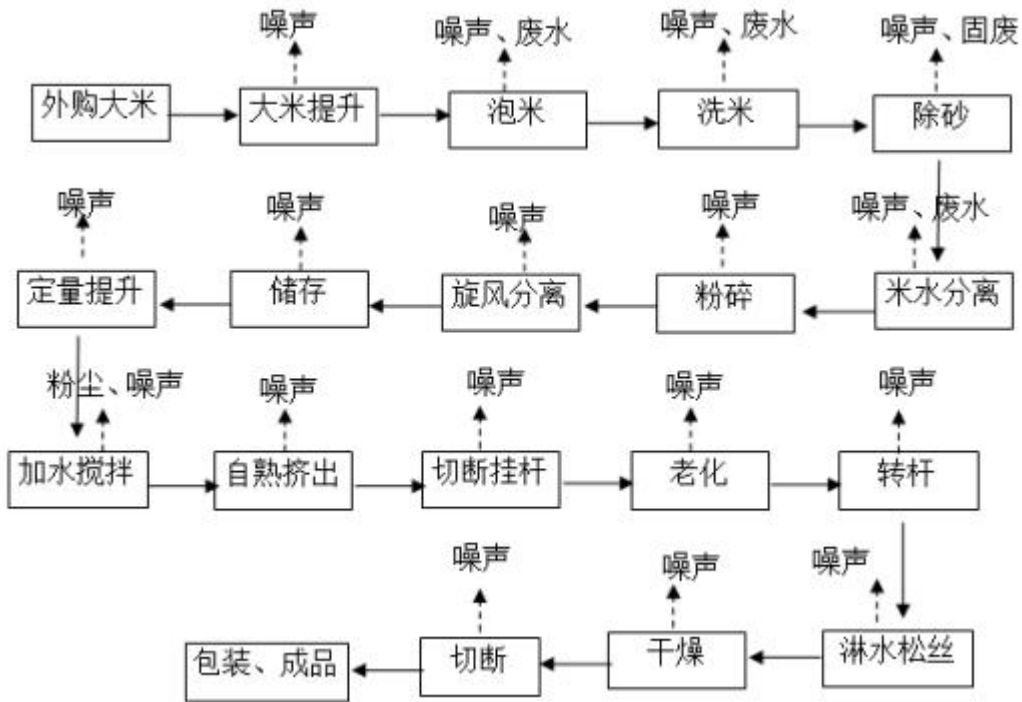 噪声 噪声、废水 噪声、废水 噪声、固废
外购大米 大米提升 泡米 洗米 除砂
噪声 噪声 噪声 噪声 噪声、废水
定量提升 储存 旋风分离 粉碎 米水分离
粉尘、噪声 噪声 噪声 噪声 噪声
加水搅拌 自熟挤出 切断挂杆 老化 转杆
噪声 噪声 噪声
包装、成品 切断 干燥 淋水松丝